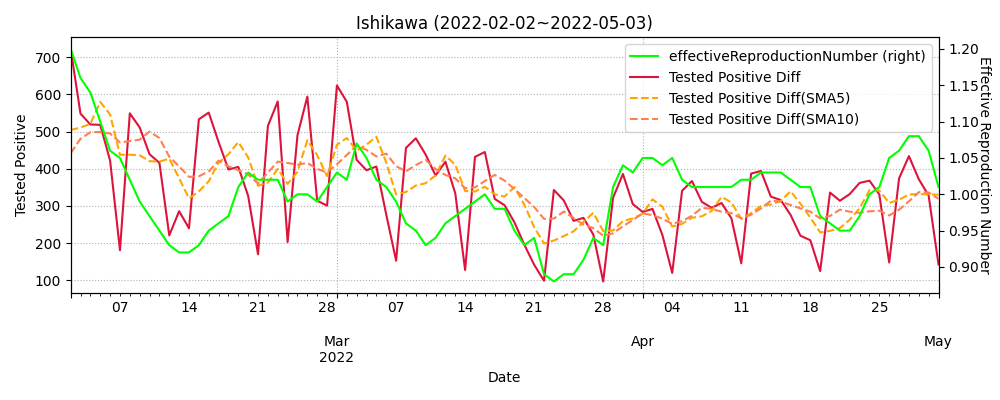 Ishikawa (2022-02-02~2022-05-03)
effectiveReproductionNumber (right)
Tested Positive Diff
Tested Positive Diff(SMA5)
Tested Positive Diff(SMA10)
Tested Positive
700
600
500
400
300
200
100
1.20
1.15
1.10
1.05
1.00
0.95
0.90
Effective Reproduction Number
07 14 21 28 07 14 21 28 04 11 18 25
Mar Apr May
2022
Date